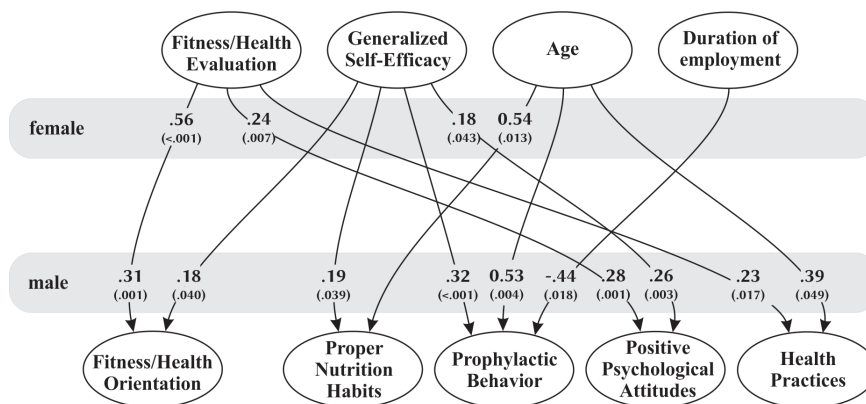 Fitness/Health
Evaluation
Generalized
Self-Efficacy
Age
Duration of
employment
female
.56
(<.001)
.24
(.007)
.18
(.043)
0.54
(.013)
male
.31
(.001)
.18
(.040)
.19
(.039)
.32
(<.001)
0.53
(.004)
-.44
(.018)
.28
(.001)
.26
(.003)
.23
(.017)
.39
(.049)
Fitness/Health
Orientation
Proper
Nutrition
Habits
Prophylactic
Behavior
Positive
Psychological
Attitudes
Health
Practices